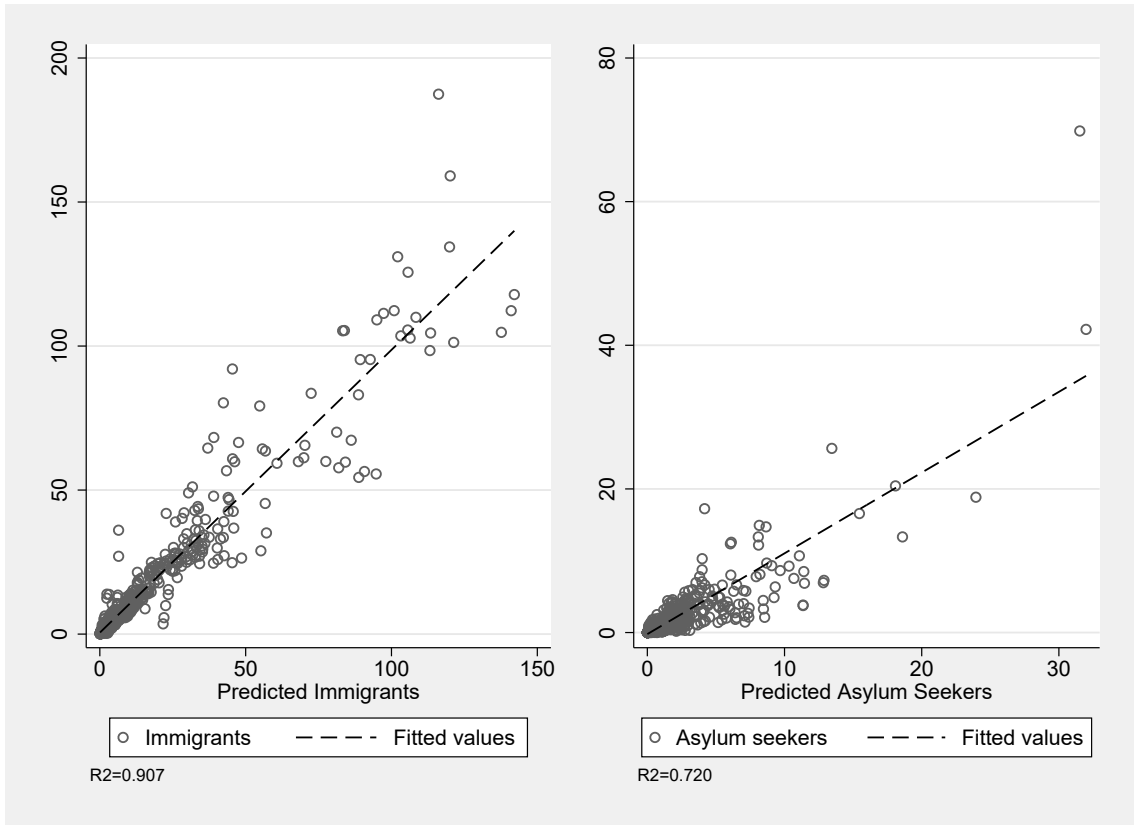 200
150
100
50
0
0 50 100 150
Predicted Immigrants
Immigrants Fitted values
R2=0.907
80
60
40
20
0
0 10 20 30
Predicted Asylum Seekers
Asylum seekers Fitted values
R2=0.720